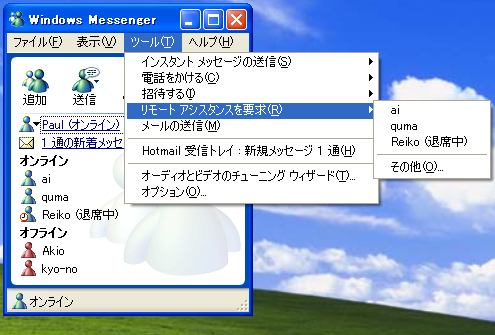 Windows Messenger
ファイル(F) 表示(V) ツール(T) ヘルプ(H)
追加 送信
Paul (オンライン)
1 通の新着メッセ
オンライン
ai
quma
Reiko (退席中)
オフライン
Akio
kyo-no
オンライン
インスタント メッセージの送信(S)
電話をかける(C)
招待する(I)
リモート アシスタンスを要求(R)
メールの送信(M)
Hotmail 受信トレイ : 新規メッセージ 1 通(H)
オーディオとビデオのチューニング ウィザード(T)...
オプション(O)...
ai
quma
Reiko (退席中)
その他(O)...